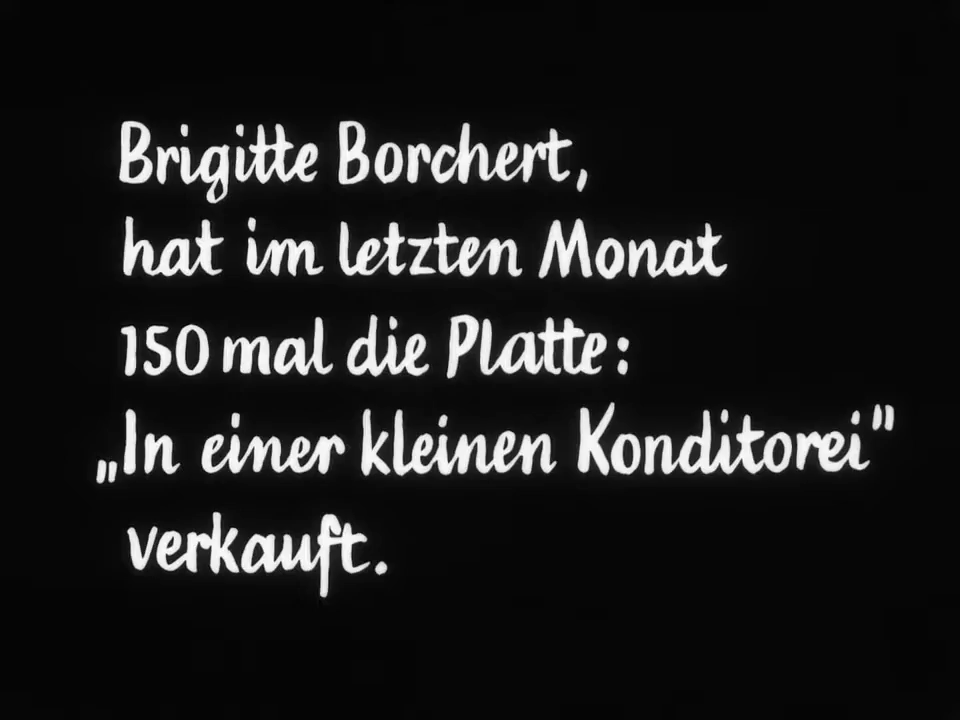 Brigitte Borchert,
hat im letzten Monat
150 mal die Platte:
„In einer kleinen Konditorei"
verkauft.